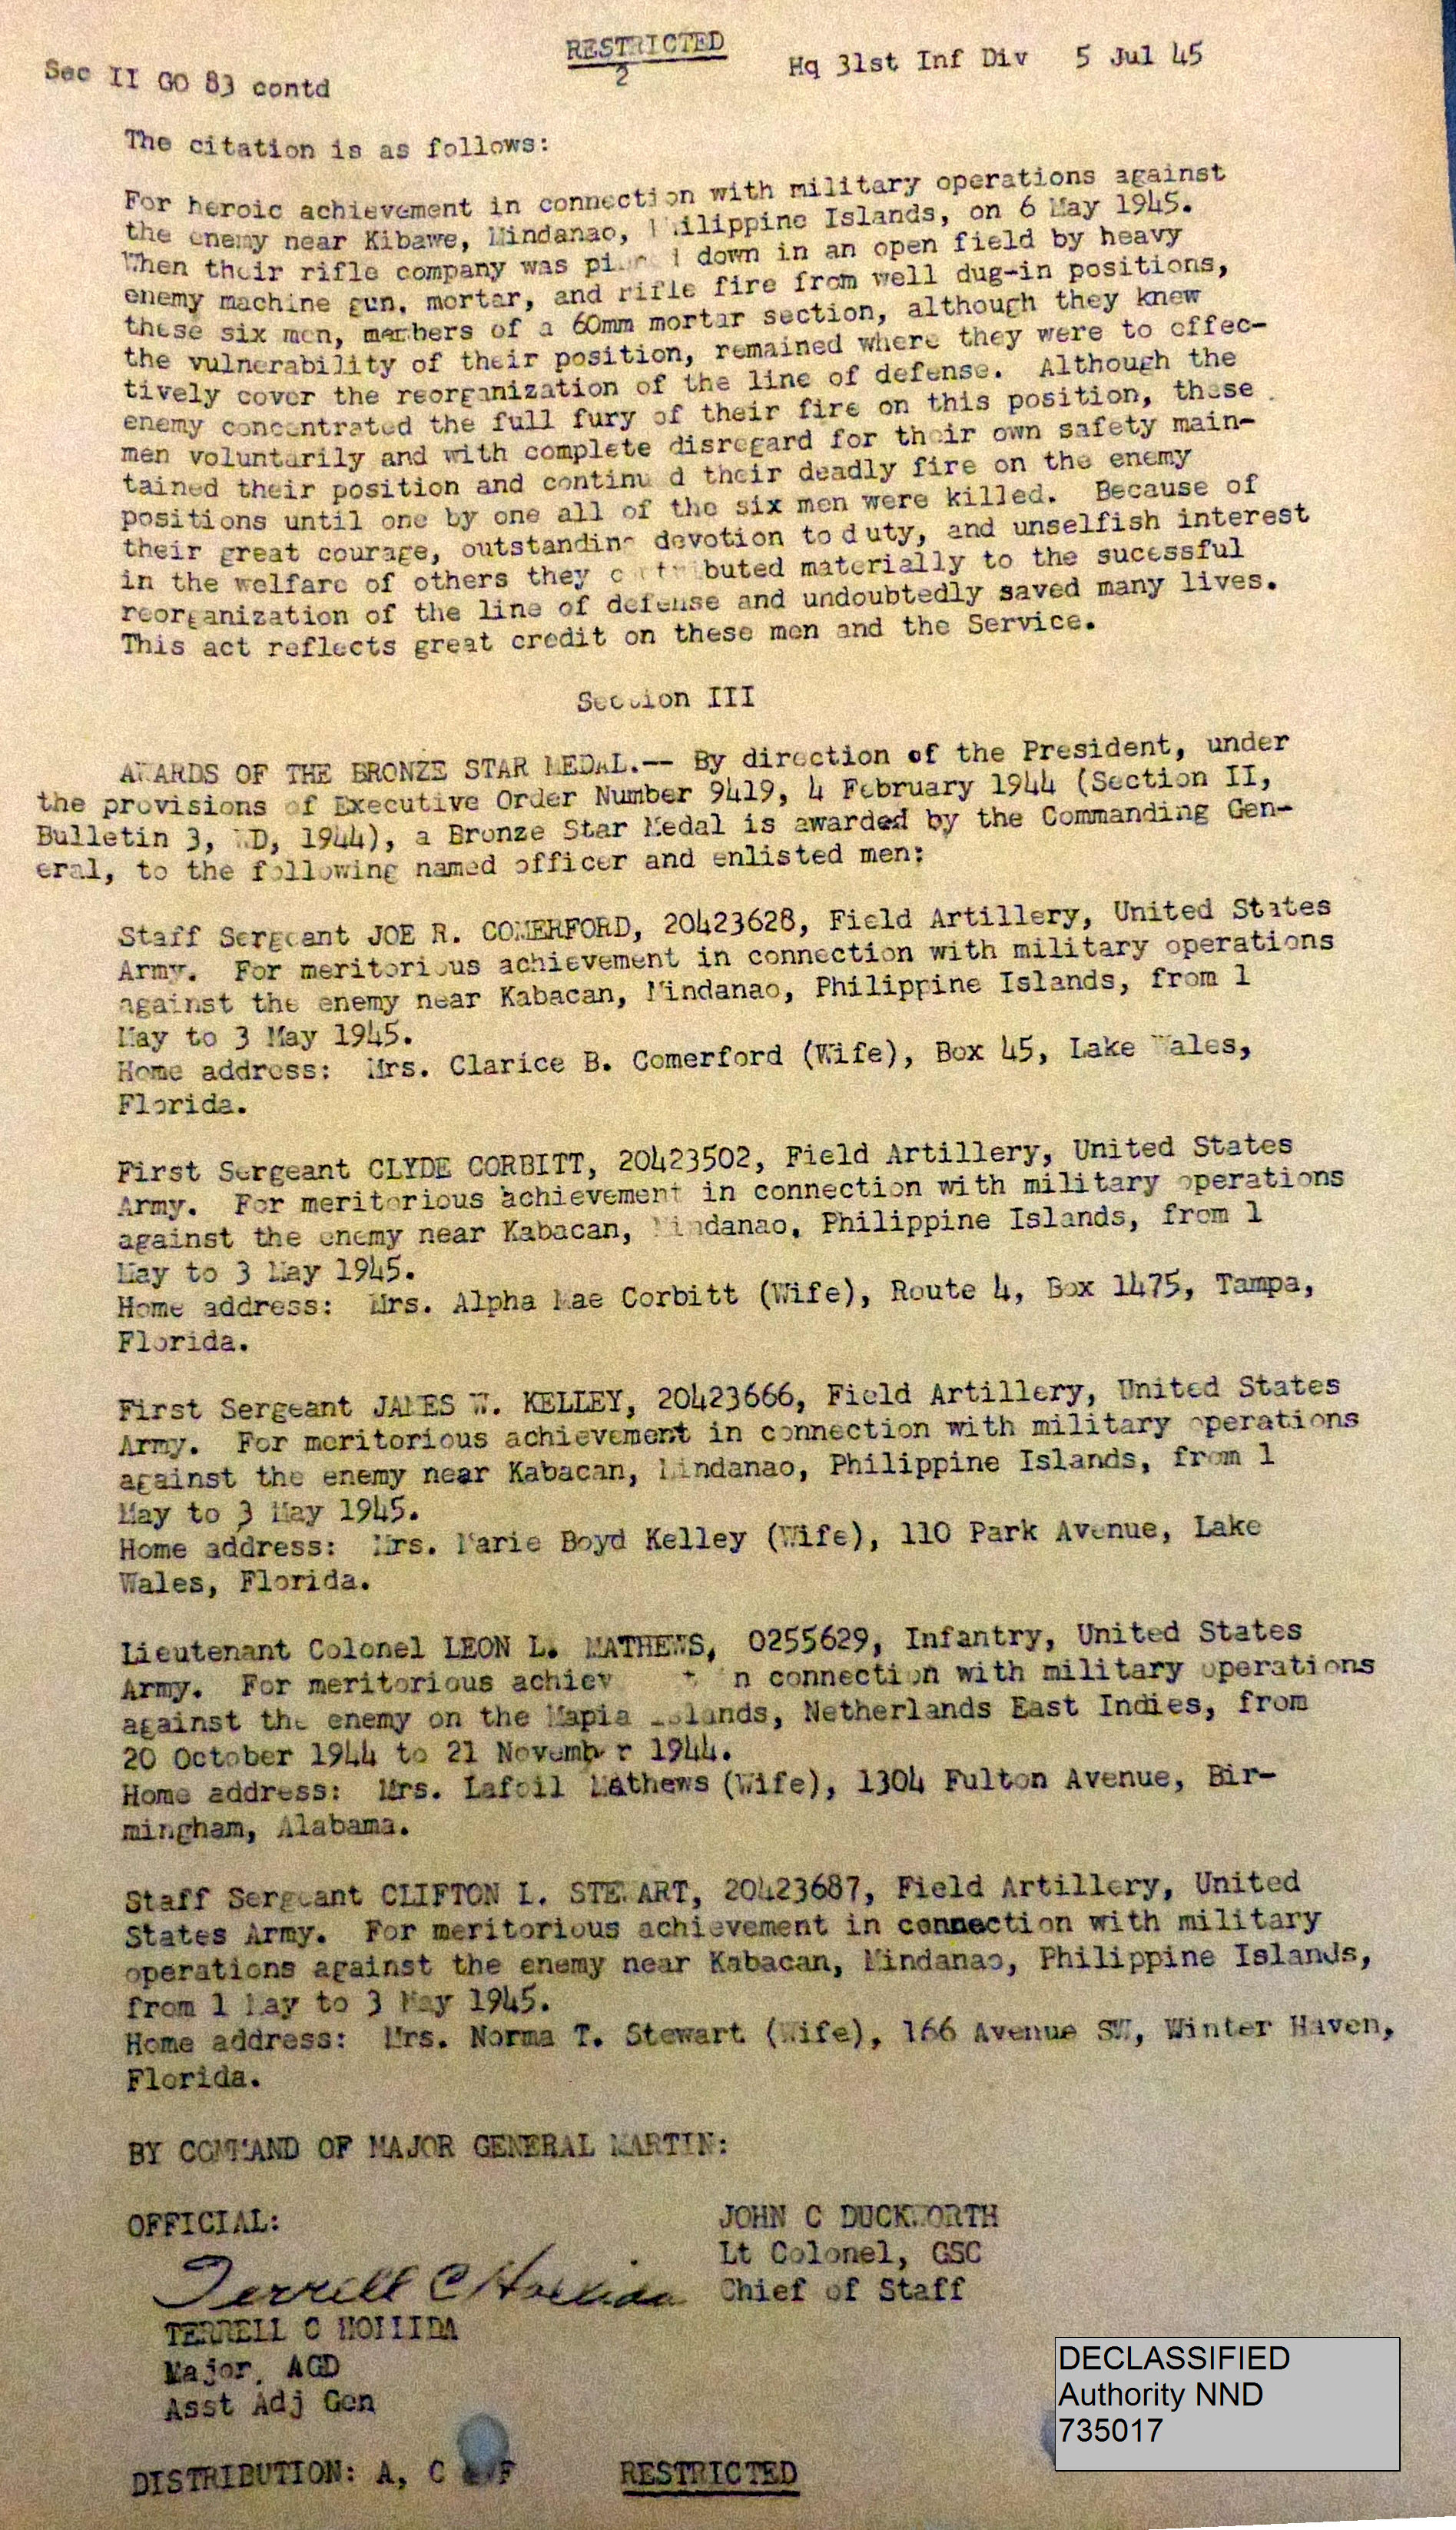 RESTRICTED
2
Sec II GO 83 contd
Hq 31st Inf Div 5 Jul 45
The citation is as follows:
For heroic achievement in connection with military operations against
the enemy near Kibawe, Mindanao, Philippine Islands, on 6 May 1945.
When their rifle company was pinned down in an open field by heavy
enemy machine gun, mortar, and rifle fire from well dug-in positions,
these six men, members of a 60mm mortar section, although they knew
the vulnerability of their position, remained where they were to effec-
tively cover the reorganization of the line of defense. Although the
enemy concentrated the full fury of their fire on this position, these
men voluntarily and with complete disregard for their own safety main-
tained their position and continued their deadly fire on the enemy
positions until one by one all of the six men were killed. Because of
their great courage, outstanding devotion to duty, and unselfish interest
in the welfare of others they contributed materially to the sucessful
reorganization of the line of defense and undoubtedly saved many lives.
This act reflects great credit on these men and the Service.
Section III
AWARDS OF THE BRONZE STAR MEDAL.-- By direction of the President, under
the provisions of Executive Order Number 9419, 4 February 1944 (Section II,
Bulletin 3, WD, 1944), a Bronze Star Medal is awarded by the Commanding Gen-
eral, to the following named officer and enlisted men:
Staff Sergeant JOE R. COMERFORD, 20423628, Field Artillery, United States
Army. For meritorious achievement in connection with military operations
against the enemy near Kabacan, Mindanao, Philippine Islands, from 1
May to 3 May 1945.
Home address: Mrs. Clarice B. Comerford (Wife), Box 45, Lake Wales,
Florida.
First Sergeant CLYDE CORBITT, 20423502, Field Artillery, United States
Army. For meritorious achievement in connection with military operations
against the enemy near Kabacan, Mindanao, Philippine Islands, from 1
May to 3 May 1945.
Home address: Mrs. Alpha Mae Corbitt (Wife), Route 4, Box 1475, Tampa,
Florida.
First Sergeant JAMES W. KELLEY, 20423666, Field Artillery, United States
Army. For meritorious achievement in connection with military operations
against the enemy near Kabacan, Mindanao, Philippine Islands, from 1
May to 3 May 1945.
Home address: Mrs. Marie Boyd Kelley (Wife), 110 Park Avenue, Lake
Wales, Florida.
Lieutenant Colonel LEON L. MATHEWS, 0255629, Infantry, United States
Army. For meritorious achievement in connection with military operations
against the enemy on the Mapia Islands, Netherlands East Indies, from
20 October 1944 to 21 November 1944.
Home address: Mrs. Lafoil Mathews (Wife), 1304 Fulton Avenue, Bir-
mingham, Alabama.
Staff Sergeant CLIFTON L. STEWART, 20423687, Field Artillery, United
States Army. For meritorious achievement in connection with military
operations against the enemy near Kabacan, Mindanao, Philippine Islands,
from 1 May to 3 May 1945.
Home address: Mrs. Norma T. Stewart (Wife), 166 Avenue SW, Winter Haven,
Florida.
BY COMMAND OF MAJOR GENERAL MARTIN:
OFFICIAL:
JOHN C DUCKWORTH
Lt Colonel, GSC
Chief of Staff
Terrell C Hollida
TERRELL C HOLLIDA
Major, AGD
Asst Adj Gen
DECLASSIFIED
Authority NND
735017
DISTRIBUTION: A, C F
RESTRICTED